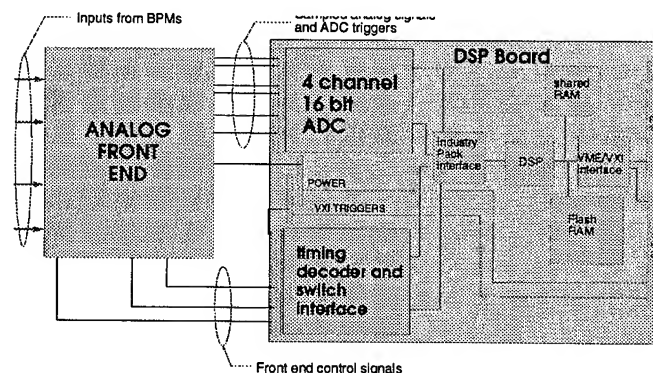 Inputs from BPMs
Sampled analog signals
and ADC triggers
DSP Board
4 channel
16 bit
ADC
shared
RAM
ANALOG
FRONT
END
Industry
Pack
interface
DSP
VME/VXI
interface
POWER
VXI TRIGGERS
Flash
RAM
timing
decoder and
switch
interface
Front end control signals